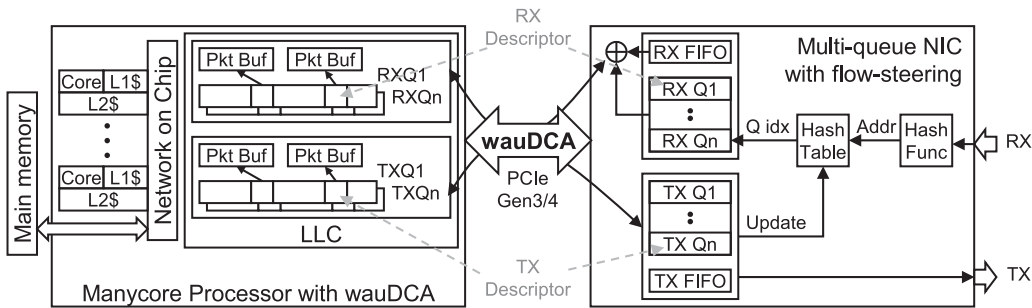 Main memory
Core L1$
L2$
Core L1$
L2$
Network on Chip
Pkt Buf
Pkt Buf
RXQ1
RXQn
Pkt Buf
Pkt Buf
TXQ1
TXQn
LLC
Manycore Processor with wauDCA
RX
Descriptor
wauDCA
PCIe
Gen3/4
TX
Descriptor
RX FIFO
RX Q1
RX Qn
Multi-queue NIC
with flow-steering
Q idx
Hash
Table
Addr
Hash
Func
RX
TX Q1
TX Qn
Update
TX FIFO
TX